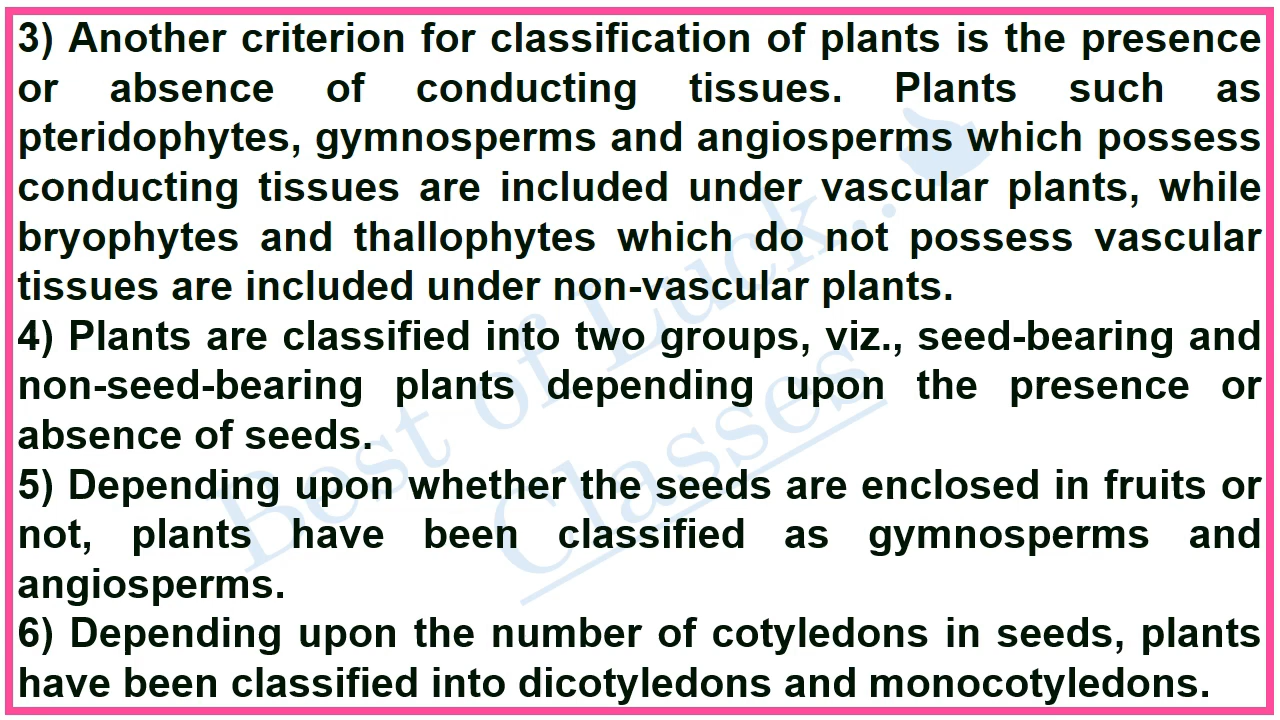 3) Another criterion for classification of plants is the presence
or absence of conducting tissues. Plants such as
pteridophytes, gymnosperms and angiosperms which possess
conducting tissues are included under vascular plants, while
bryophytes and thallophytes which do not possess vascular
tissues are included under non-vascular plants.
4) Plants are classified into two groups, viz., seed-bearing and
non-seed-bearing plants depending upon the presence or
absence of seeds.
5) Depending upon whether the seeds are enclosed in fruits or
not, plants have been classified as gymnosperms and
angiosperms.
6) Depending upon the number of cotyledons in seeds, plants
have been classified into dicotyledons and monocotyledons.
Best of Luck..
Classes